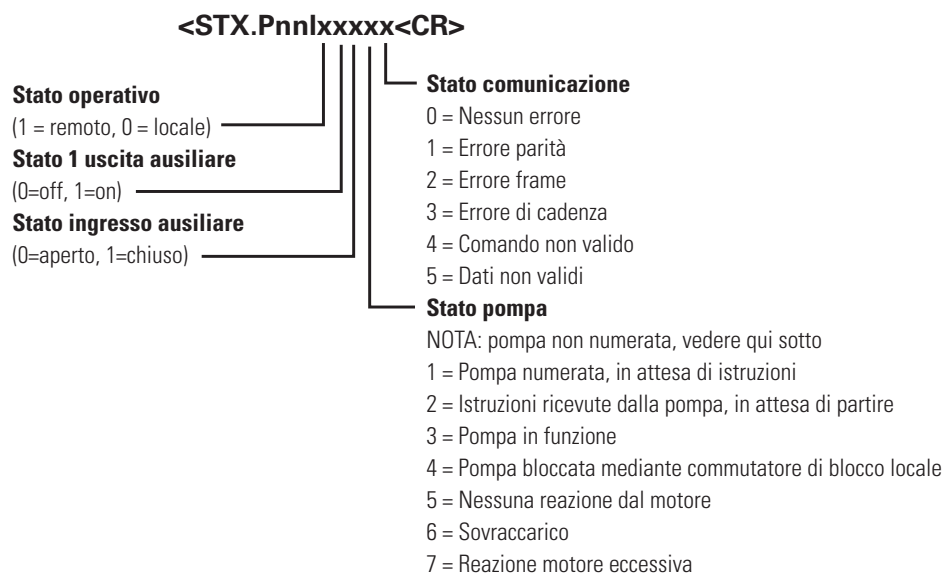 <STX.PnnIxxxxx<CR>
Stato operativo
(1 = remoto, 0 = locale)
Stato 1 uscita ausiliare
(0=off, 1=on)
Stato ingresso ausiliare
(0=aperto, 1=chiuso)
Stato comunicazione
0 = Nessun errore
1 = Errore parità
2 = Errore frame
3 = Errore di cadenza
4 = Comando non valido
5 = Dati non validi
Stato pompa
NOTA: pompa non numerata, vedere qui sotto
1 = Pompa numerata, in attesa di istruzioni
2 = Istruzioni ricevute dalla pompa, in attesa di partire
3 = Pompa in funzione
4 = Pompa bloccata mediante commutatore di blocco locale
5 = Nessuna reazione dal motore
6 = Sovraccarico
7 = Reazione motore eccessiva